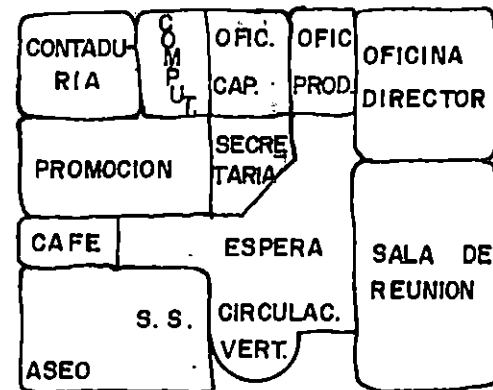 CONTADU-
RIA
COMPUT.
OFIC.
CAP.
OFIC
PROD.
OFICINA
DIRECTOR
PROMOCION
SECRE
TARIA
CAFE
ESPERA
SALA DE
REUNION
S. S.
CIRCULAC.
VERT.
ASEO